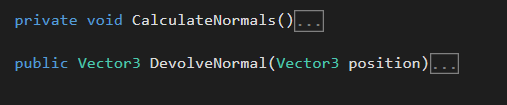 private void CalculateNormals()...
public Vector3 DevolveNormal(Vector3 position)...